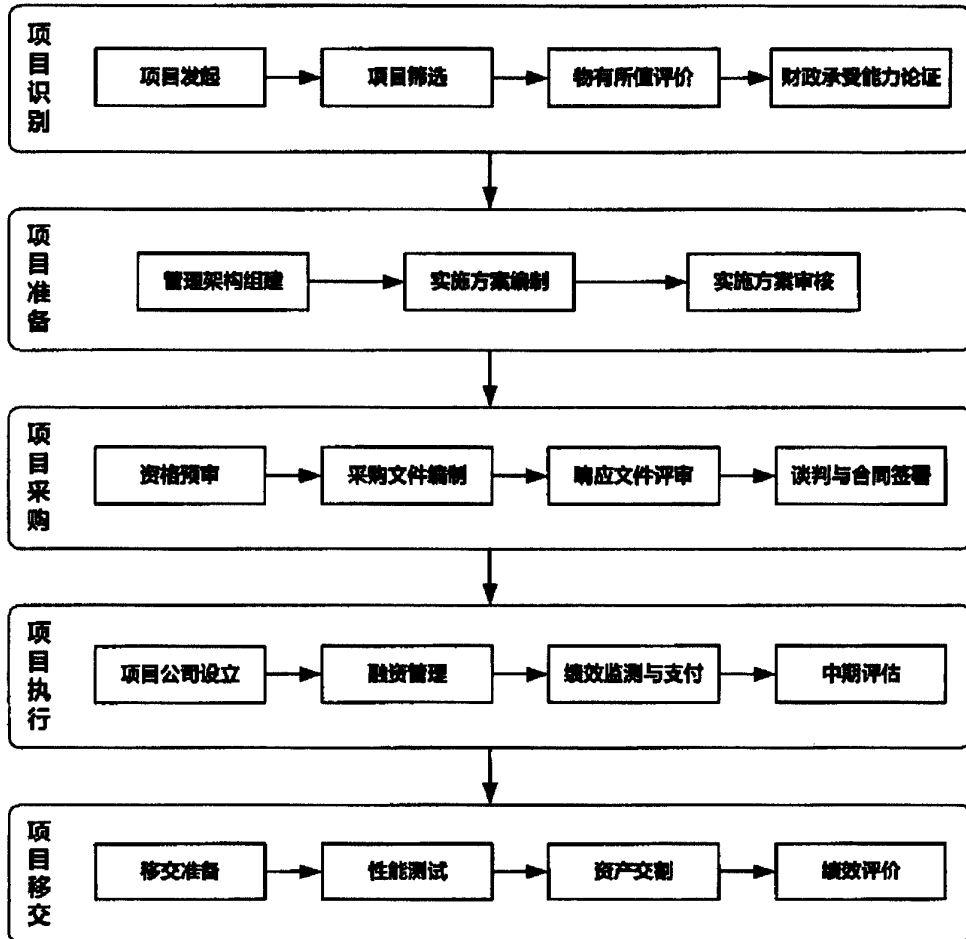 项目识别
项目发起
项目筛选
物有所值评价
财政承受能力论证
项目准备
管理架构组建
实施方案编制
实施方案审核
项目采购
资格预审
采购文件编制
响应文件评审
谈判与合同签署
项目执行
项目公司设立
融资管理
绩效监测与支付
中期评估
项目移交
移交准备
性能测试
资产交割
绩效评价